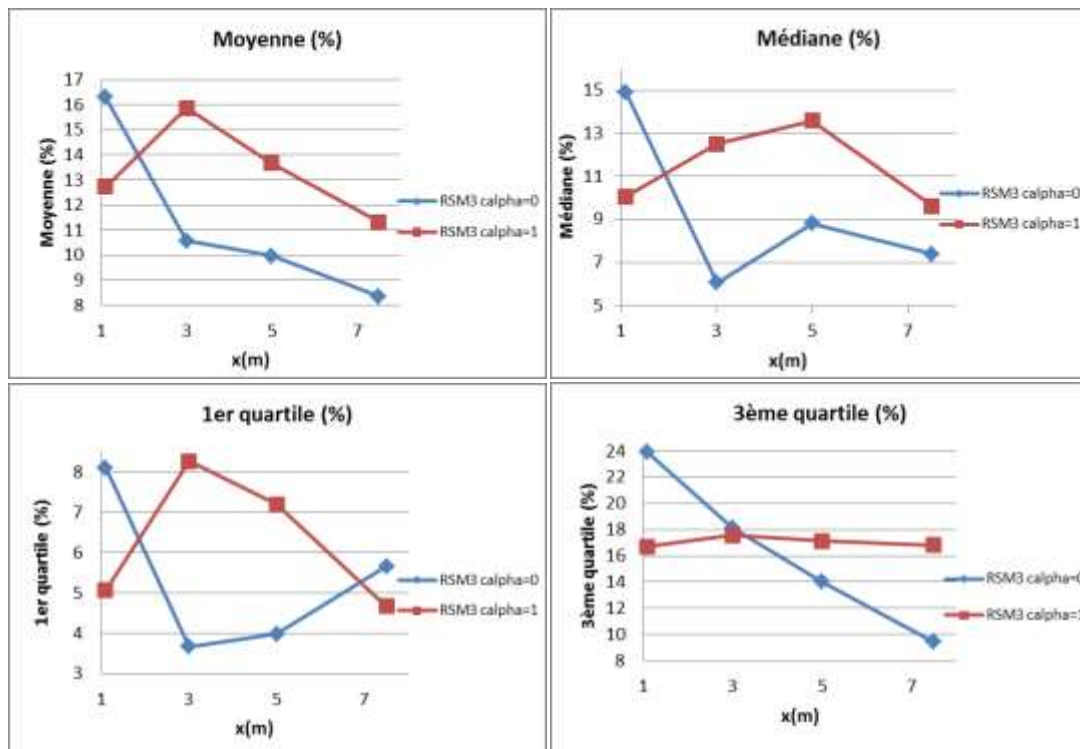 Moyenne (%)
17
16
15
14
13
12
11
10
9
8
Moyenne (%)
1 3 5 7
x(m)
RSM3 calpha=0
RSM3 calpha=1
Médiane (%)
15
13
11
9
7
5
Médiane (%)
1 3 5 7
x(m)
RSM3 calpha=0
RSM3 calpha=1
1er quartile (%)
8
7
6
5
4
3
1er quartile (%)
1 3 5 7
x(m)
RSM3 calpha=0
RSM3 calpha=1
3ème quartile (%)
24
22
20
18
16
14
12
10
8
3ème quartile (%)
1 3 5 7
x(m)
RSM3 calpha=0
RSM3 calpha=1